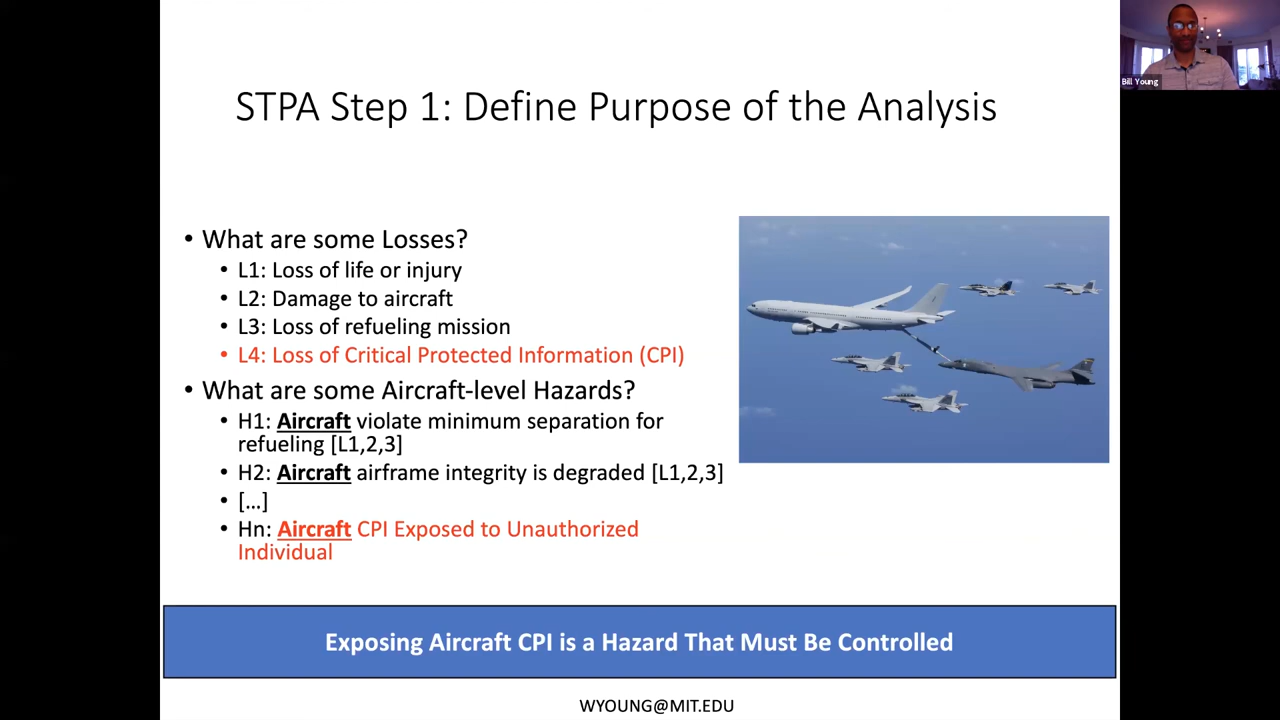 Bill Young
STPA Step 1: Define Purpose of the Analysis
• What are some Losses?
• L1: Loss of life or injury
• L2: Damage to aircraft
• L3: Loss of refueling mission
• L4: Loss of Critical Protected Information (CPI)
• What are some Aircraft-level Hazards?
• H1: Aircraft violate minimum separation for
refueling [L1,2,3]
• H2: Aircraft airframe integrity is degraded [L1,2,3]
• […]
• Hn: Aircraft CPI Exposed to Unauthorized
Individual
Exposing Aircraft CPI is a Hazard That Must Be Controlled
WYOUNG@MIT.EDU